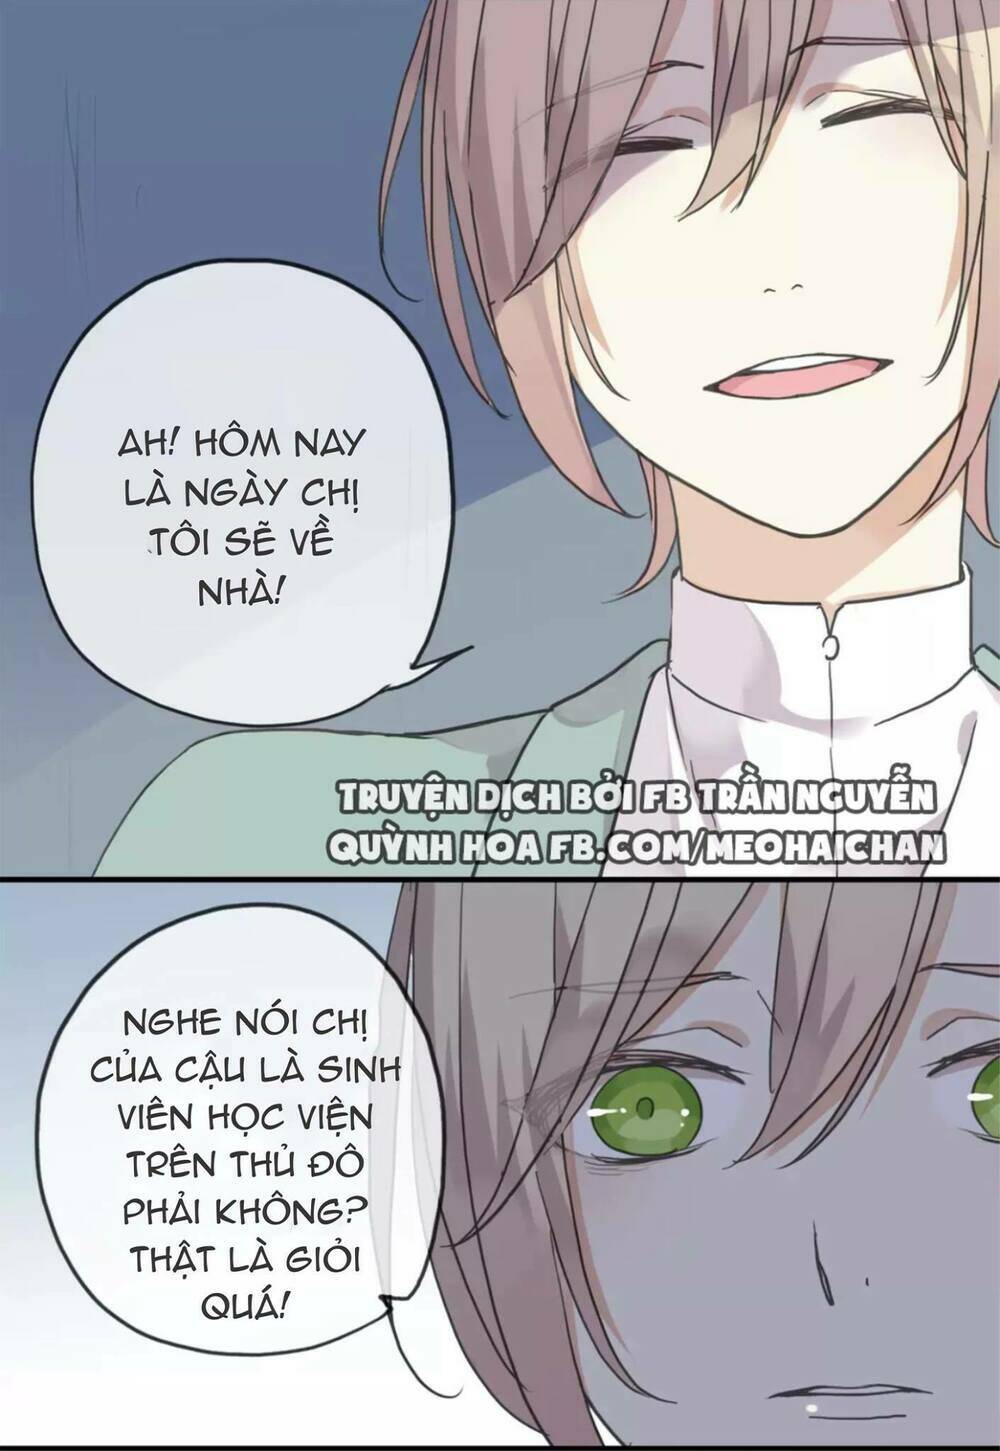 AH! HÔM NAY
LÀ NGÀY CHỊ
TÔI SẼ VỀ
NHÀ!
TRUYỆN DỊCH BỞI FB TRẦN NGUYỄN
QUỲNH HOA FB.COM/MEOHAICHAN
NGHE NÓI CHỊ
CỦA CẬU LÀ SINH
VIÊN HỌC VIỆN
TRÊN THỦ ĐÔ
PHẢI KHÔNG?
THẬT LÀ GIỎI
QUÁ!